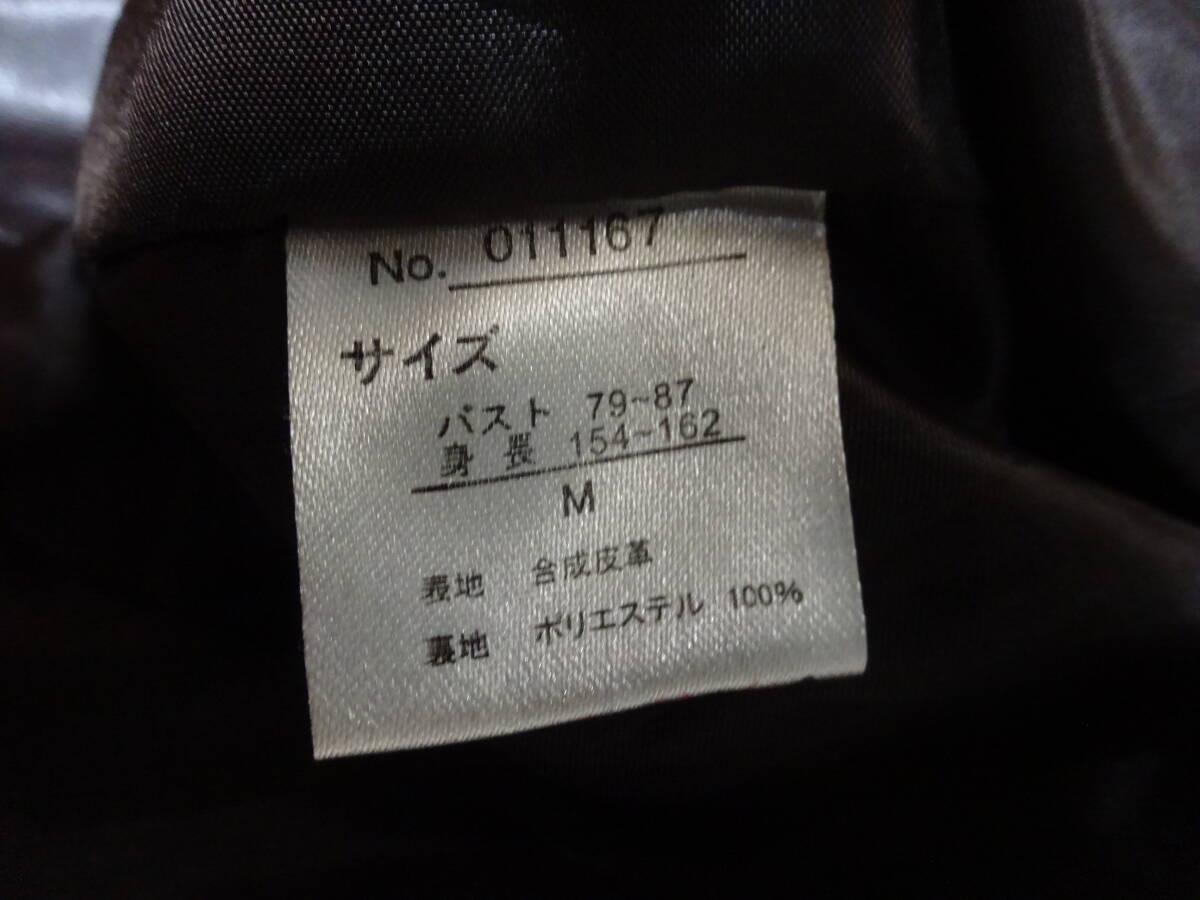 No. 011167
サイズ
バスト 79~87
身長 154~162
M
表地 合成皮革
裏地 ポリエステル 100%